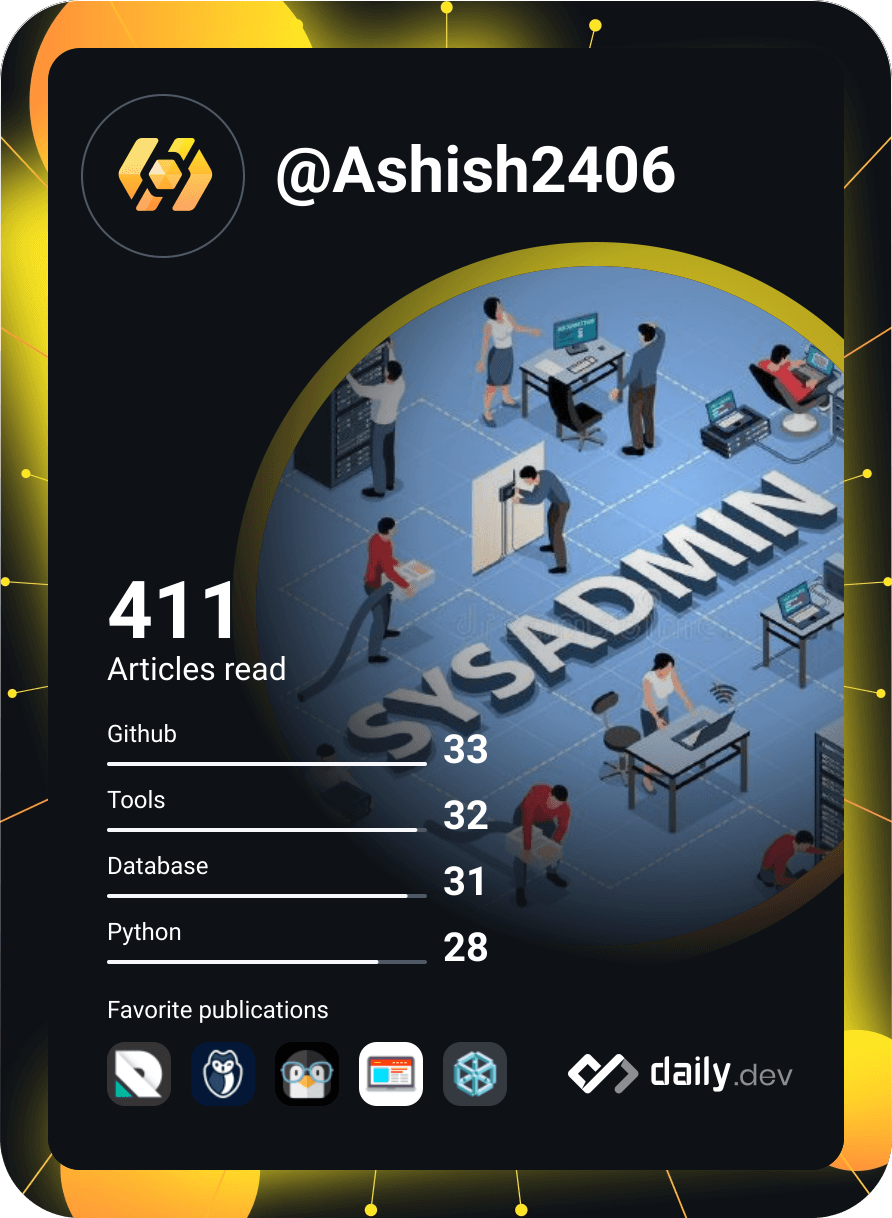 @Ashish2406
SYSADMIN
411
Articles read
Github
33
Tools
32
Database
31
Python
28
Favorite publications
daily.dev